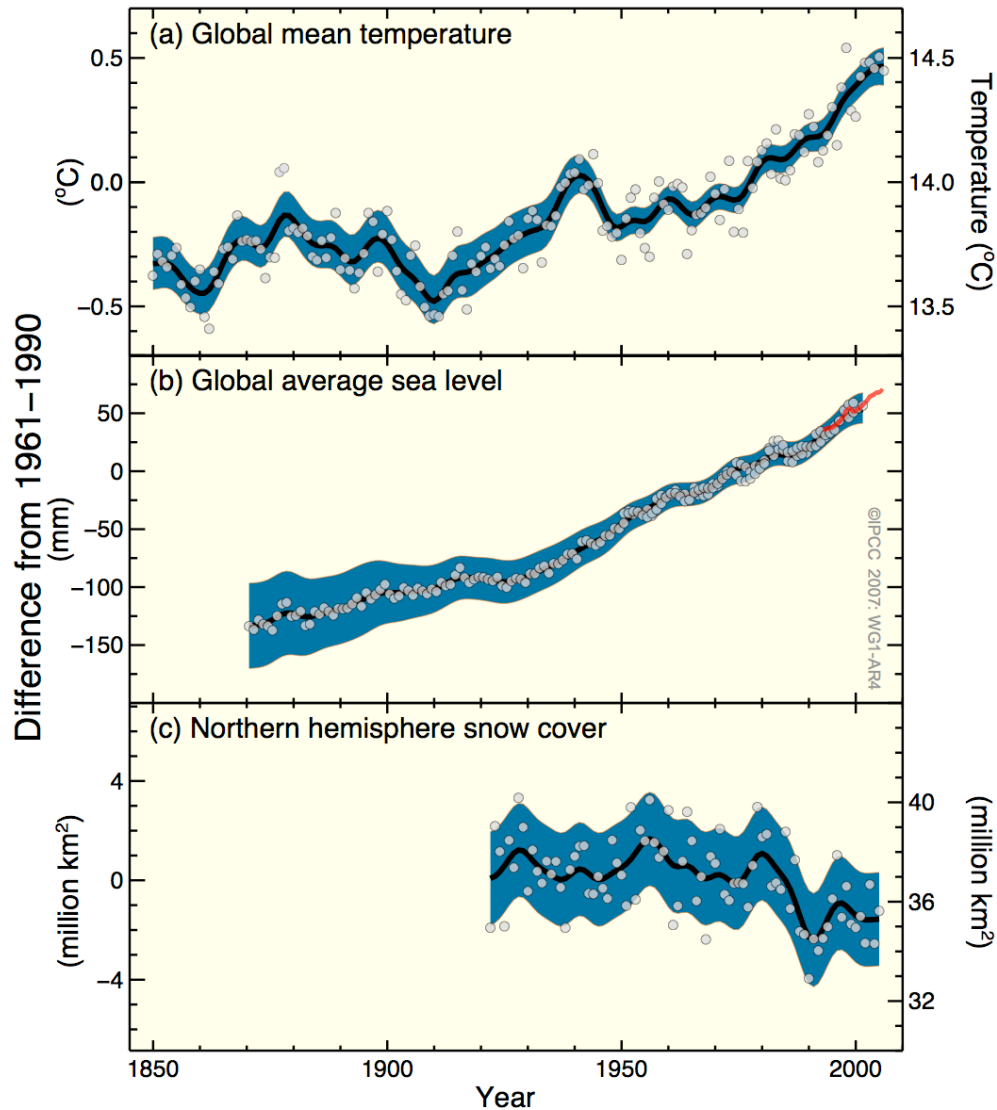 (a) Global mean temperature
0.5
0.0
−0.5
(°C)
14.5
14.0
13.5
Temperature (°C)
Difference from 1961−1990
(b) Global average sea level
50
0
−50
−100
−150
(mm)
©IPCC 2007: WG1-AR4
(c) Northern hemisphere snow cover
4
0
−4
(million km²)
40
36
32
(million km²)
1850
1900
1950
2000
Year